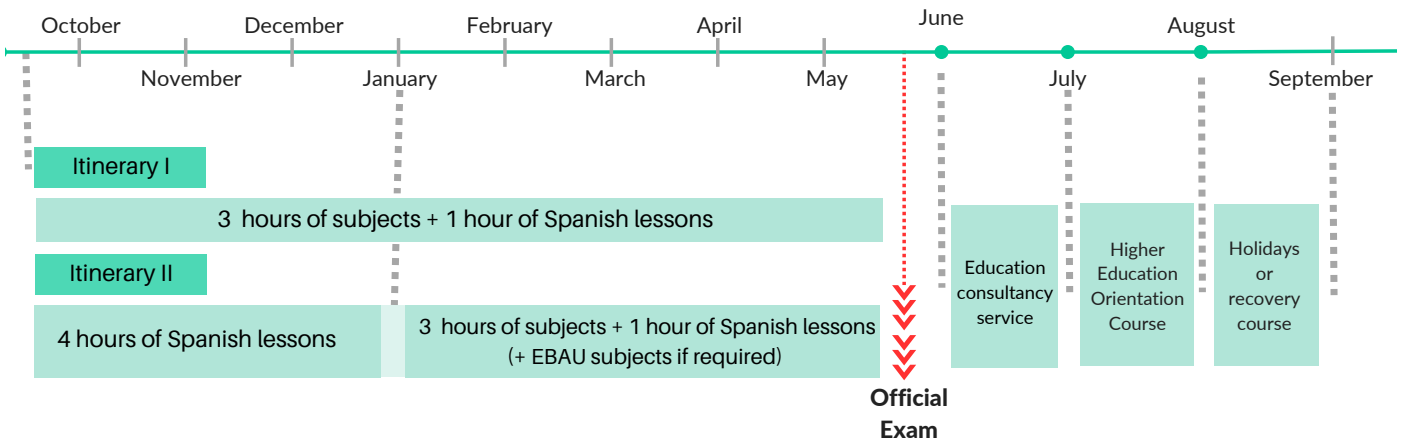 October
December
February
April
June
August
November
January
March
May
July
September
Itinerary I
3 hours of subjects + 1 hour of Spanish lessons
Itinerary II
4 hours of Spanish lessons
3 hours of subjects + 1 hour of Spanish lessons
(+ EBAU subjects if required)
Official
Exam
Education
consultancy
service
Higher
Education
Orientation
Course
Holidays
or
recovery
course